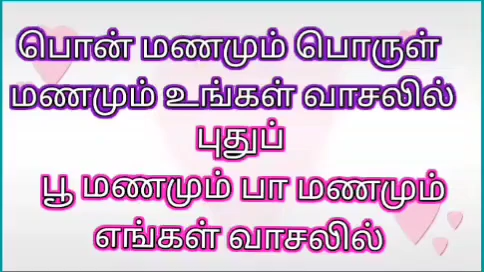 பொன் மணமும் பொருள்
மணமும் உங்கள் வாசலில்
புதுப்
பூ மணமும் பா மணமும்
எங்கள் வாசலில்